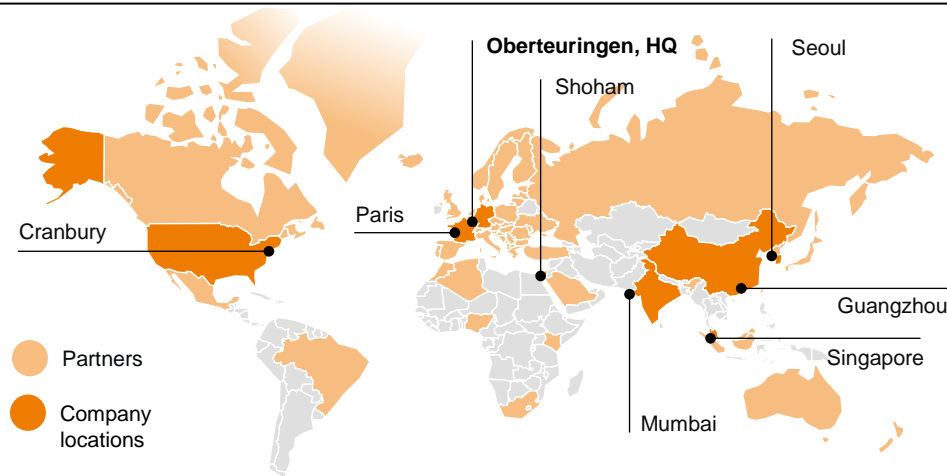 Oberteuringen, HQ
Seoul
Shoham
Paris
Cranbury
Guangzhou
Partners
Singapore
Company
locations
Mumbai